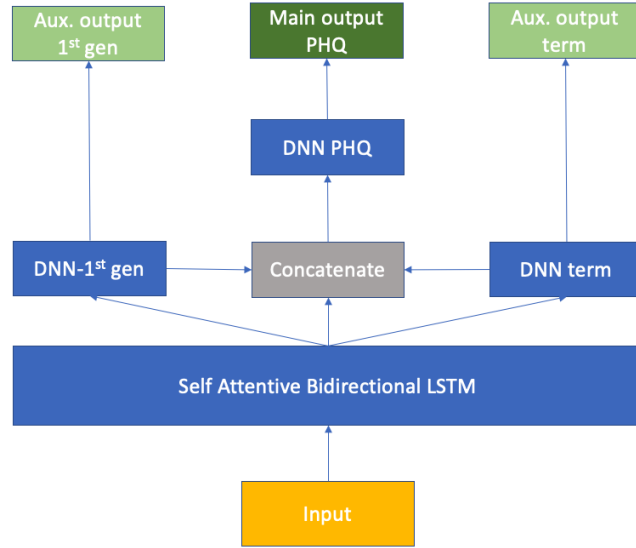 Aux. output
1st gen
Main output
PHQ
Aux. output
term
DNN PHQ
DNN-1st gen
Concatenate
DNN term
Self Attentive Bidirectional LSTM
Input